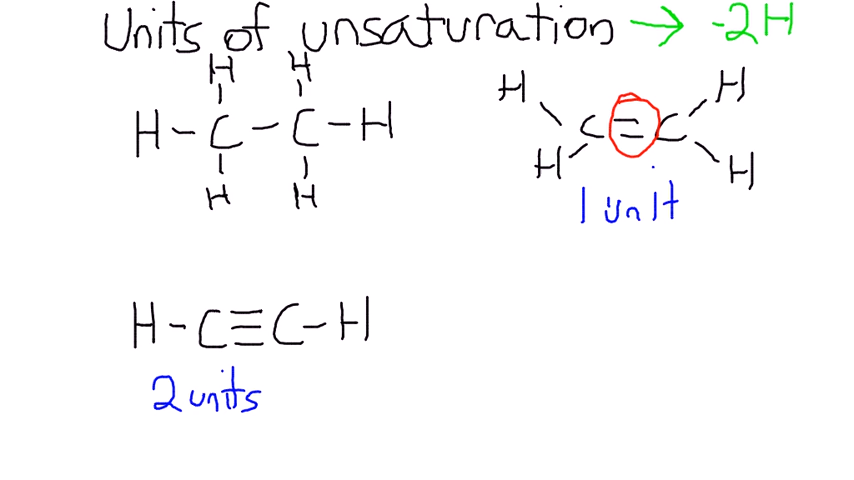 Units of unsaturation → -2H
H H H H
H-C-C-H C=C
H H H H
1 unit
H-C≡C-H
2 units